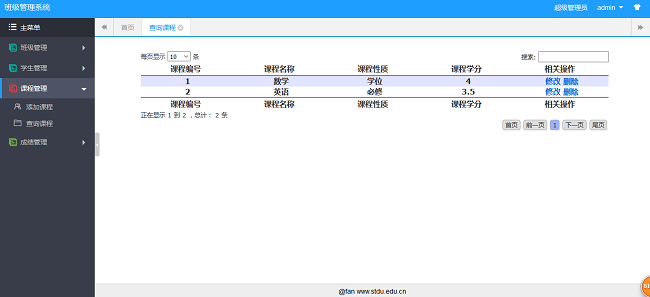 班级管理系统 超级管理员 admin
主菜单 首页 查询课程
班级管理
学生管理
课程管理
添加课程
查询课程
成绩管理
每页显示 10 条 搜索:
课程编号 课程名称 课程性质 课程学分 相关操作
1 数学 学位 4 修改 删除
2 英语 必修 3.5 修改 删除
课程编号 课程名称 课程性质 课程学分 相关操作
正在显示 1 到 2 ，总计： 2 条
首页 前一页 1 下一页 尾页
@fan www.stdu.edu.cn